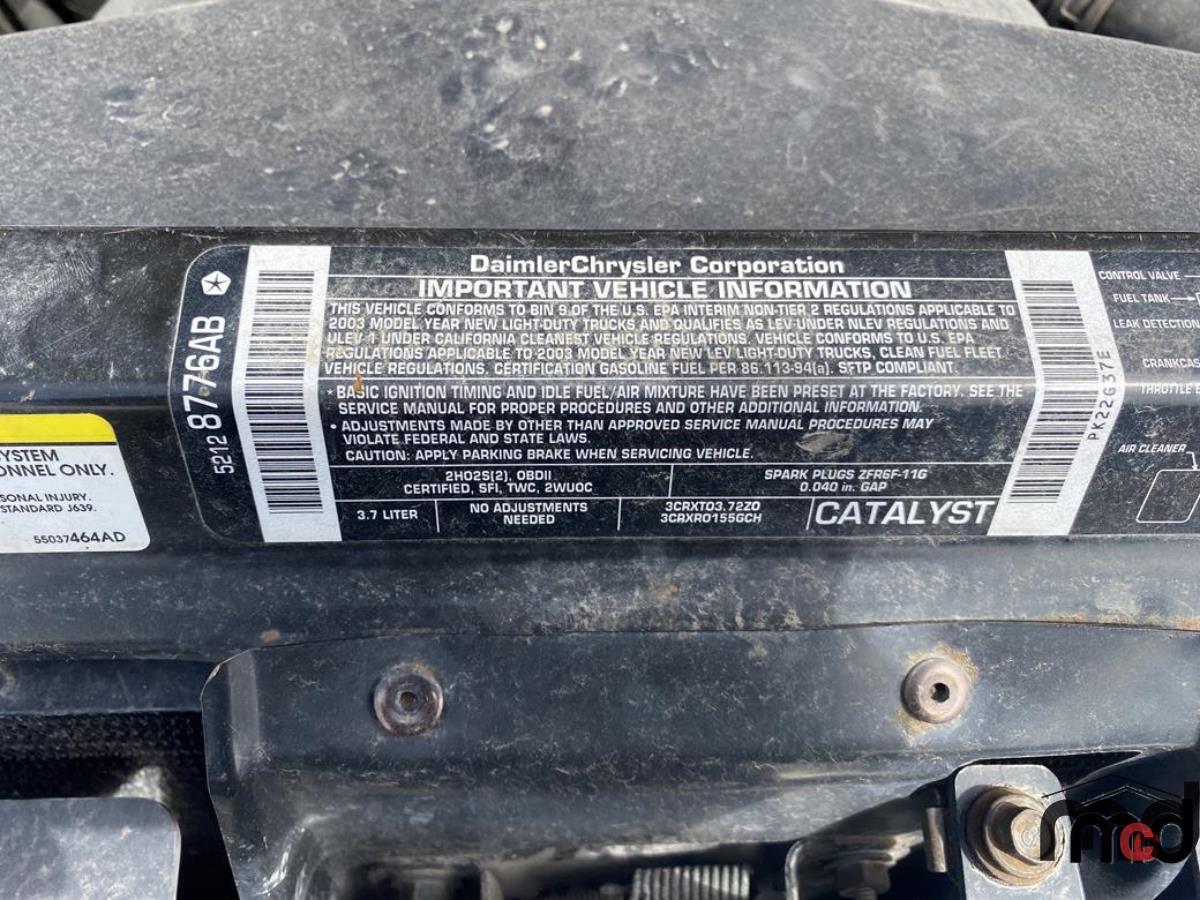 DaimlerChrysler Corporation
IMPORTANT VEHICLE INFORMATION
THIS VEHICLE CONFORMS TO BIN 9 OF THE U.S. EPA INTERIM NON-TIER 2 REGULATIONS APPLICABLE TO
2003 MODEL YEAR NEW LIGHT-DUTY TRUCKS AND QUALIFIES AS LEV UNDER NLEV REGULATIONS AND
ULEV 1 UNDER CALIFORNIA CLEANEST VEHICLE REGULATIONS. VEHICLE CONFORMS TO U.S. EPA
REGULATIONS APPLICABLE TO 2003 MODEL YEAR NEW LEV LIGHT-DUTY TRUCKS, CLEAN FUEL FLEET
VEHICLE REGULATIONS. CERTIFICATION GASOLINE FUEL PER 86.113-94(a). SFTP COMPLIANT.
• BASIC IGNITION TIMING AND IDLE FUEL/AIR MIXTURE HAVE BEEN PRESET AT THE FACTORY. SEE THE
SERVICE MANUAL FOR PROPER PROCEDURES AND OTHER ADDITIONAL INFORMATION.
• ADJUSTMENTS MADE BY OTHER THAN APPROVED SERVICE MANUAL PROCEDURES MAY
VIOLATE FEDERAL AND STATE LAWS.
CAUTION: APPLY PARKING BRAKE WHEN SERVICING VEHICLE.
2HO2S(2), OBDII
CERTIFIED, SFI, TWC, 2WUOC
SPARK PLUGS ZFR6F-11G
0.040 in. GAP
3.7 LITER
NO ADJUSTMENTS
NEEDED
3CRXT03.72Z0
3CRXR0155GCH
CATALYST
5212 8776AB
PK22637E
CONTROL VALVE
FUEL TANK
LEAK DETECTION
CRANKCAS
THROTTLE
AIR CLEANER
YSTEM
ONNEL ONLY.
SONAL INJURY.
STANDARD J639.
55037464AD
mcd